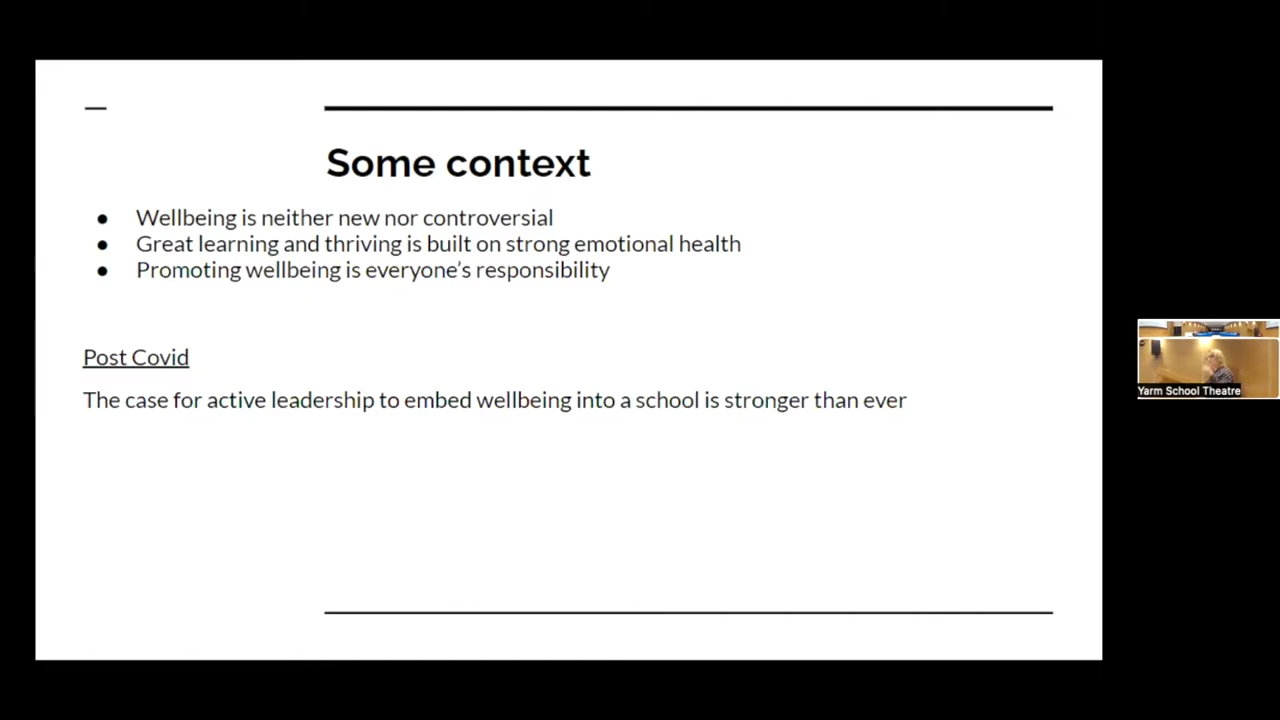 Some context
● Wellbeing is neither new nor controversial
● Great learning and thriving is built on strong emotional health
● Promoting wellbeing is everyone’s responsibility
Post Covid
The case for active leadership to embed wellbeing into a school is stronger than ever
Yarm School Theatre